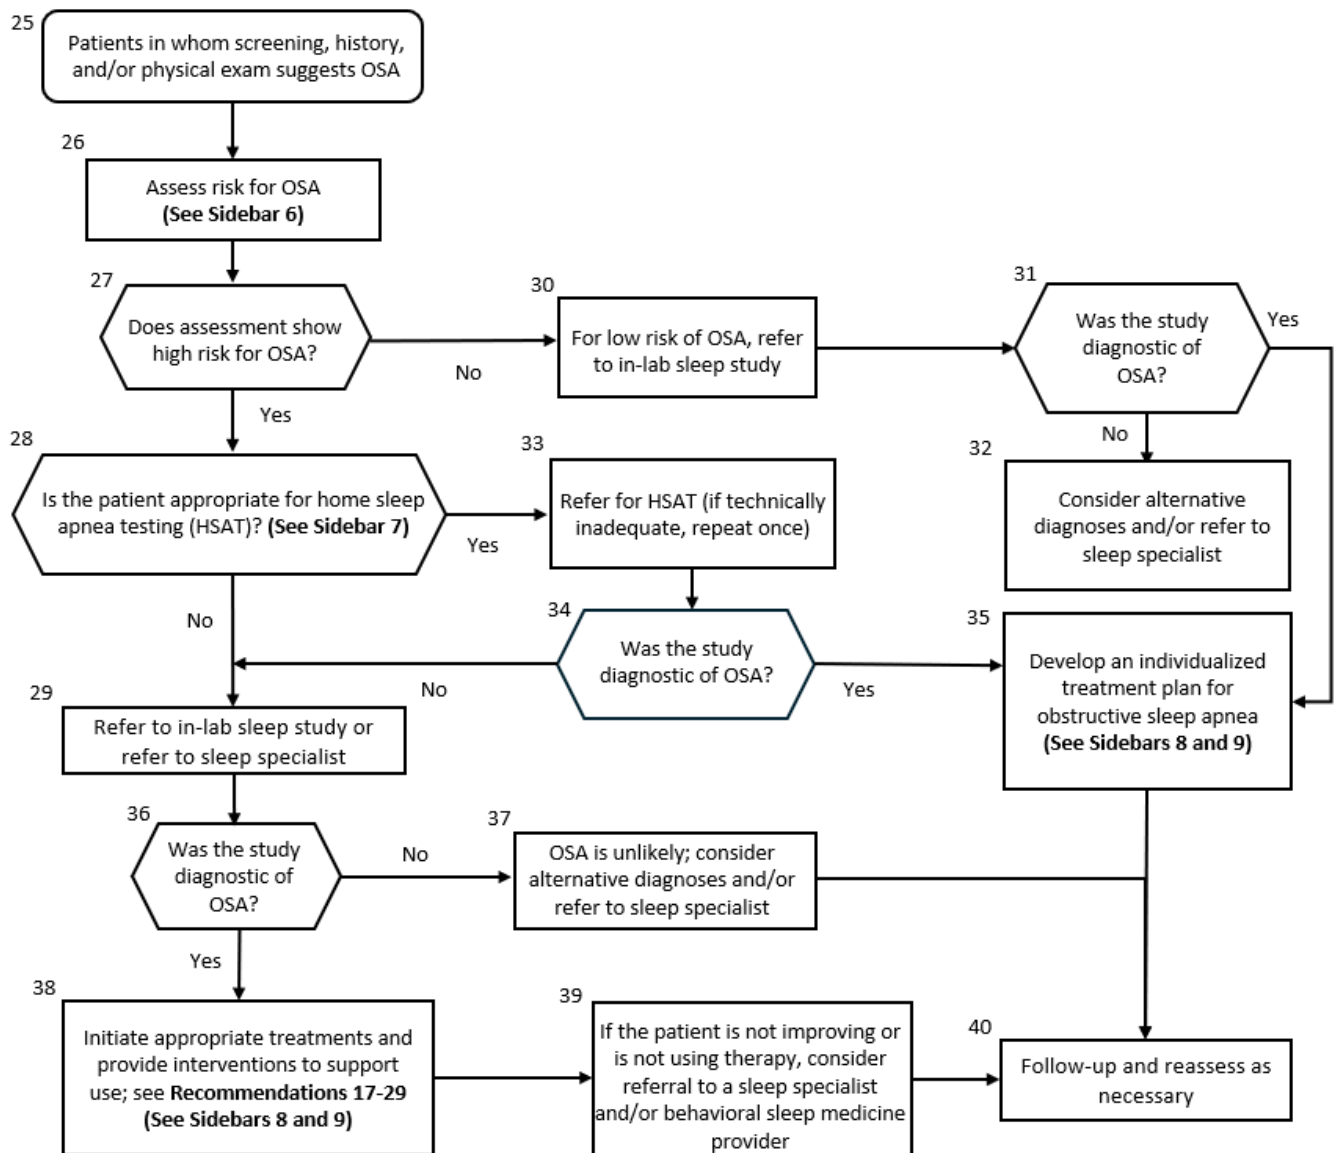 25
Patients in whom screening, history,
and/or physical exam suggests OSA
26
Assess risk for OSA
(See Sidebar 6)
27
Does assessment show
high risk for OSA?
No
Yes
30
For low risk of OSA, refer
to in-lab sleep study
31
Was the study
diagnostic of
OSA?
Yes
No
32
Consider alternative
diagnoses and/or refer to
sleep specialist
28
Is the patient appropriate for home sleep
apnea testing (HSAT)? (See Sidebar 7)
Yes
No
33
Refer for HSAT (if technically
inadequate, repeat once)
34
Was the study
diagnostic of OSA?
No
Yes
35
Develop an individualized
treatment plan for
obstructive sleep apnea
(See Sidebars 8 and 9)
29
Refer to in-lab sleep study or
refer to sleep specialist
36
Was the study
diagnostic of
OSA?
No
Yes
37
OSA is unlikely; consider
alternative diagnoses and/or
refer to sleep specialist
38
Initiate appropriate treatments and
provide interventions to support
use; see Recommendations 17-29
(See Sidebars 8 and 9)
39
If the patient is not improving or
is not using therapy, consider
referral to a sleep specialist
and/or behavioral sleep medicine
provider
40
Follow-up and reassess as
necessary